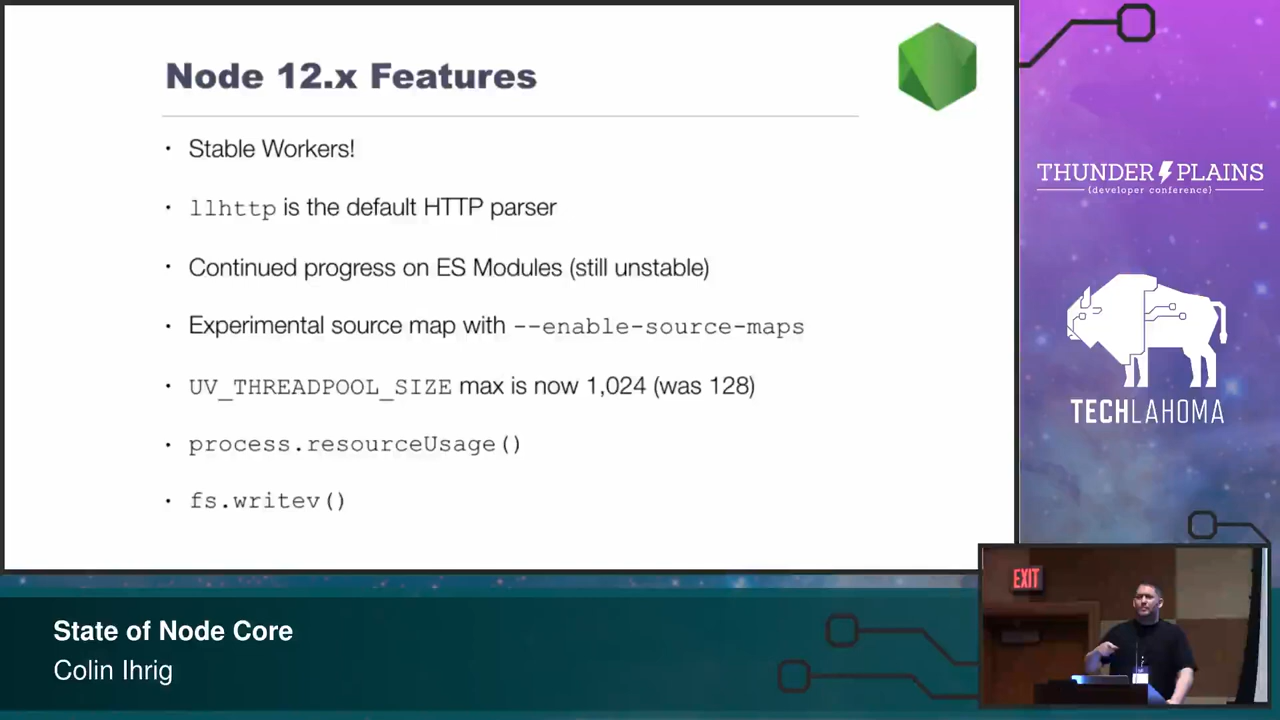 Node 12.x Features
• Stable Workers!
• llhttp is the default HTTP parser
• Continued progress on ES Modules (still unstable)
• Experimental source map with --enable-source-maps
• UV_THREADPOOL_SIZE max is now 1,024 (was 128)
• process.resourceUsage()
• fs.writev()
THUNDER PLAINS
{developer conference}
TECHLAHOMA
EXIT
State of Node Core
Colin Ihrig